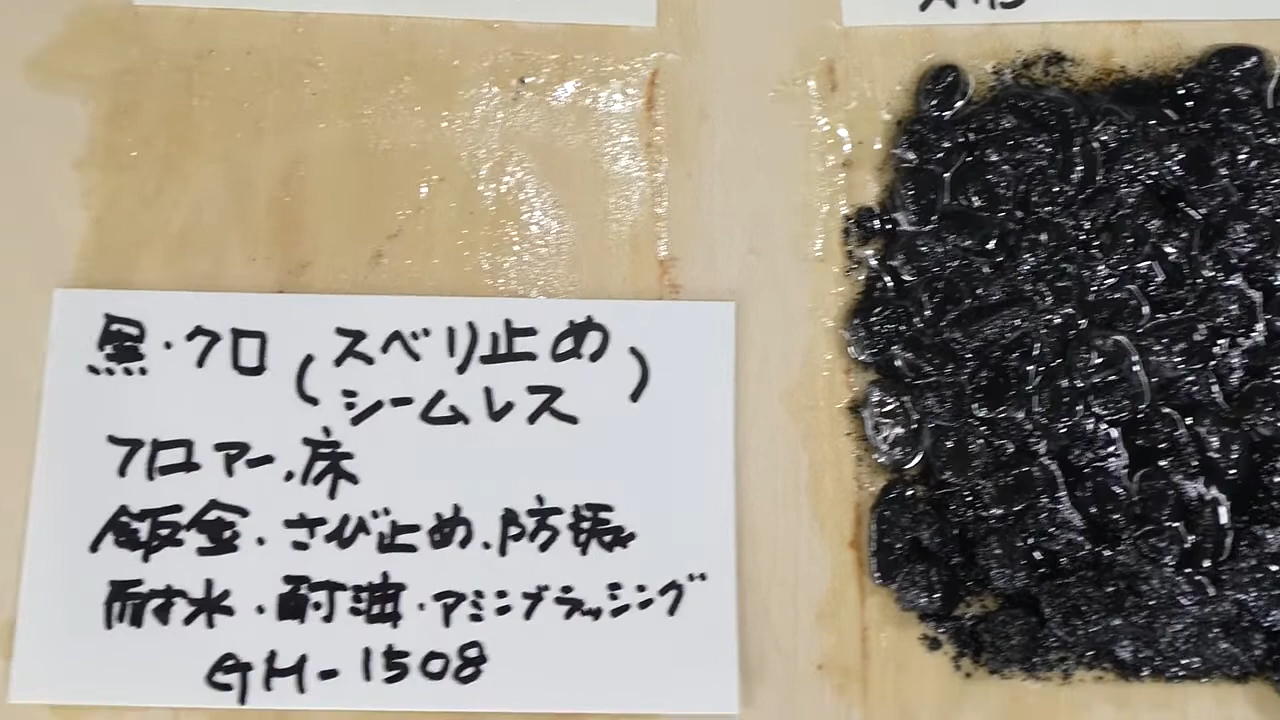 黒・クロ(スベリ止め
シームレス)
フロアー、床
鈑金・さび止め、防振
耐水・耐油・アミンブラッシング
GH-1508